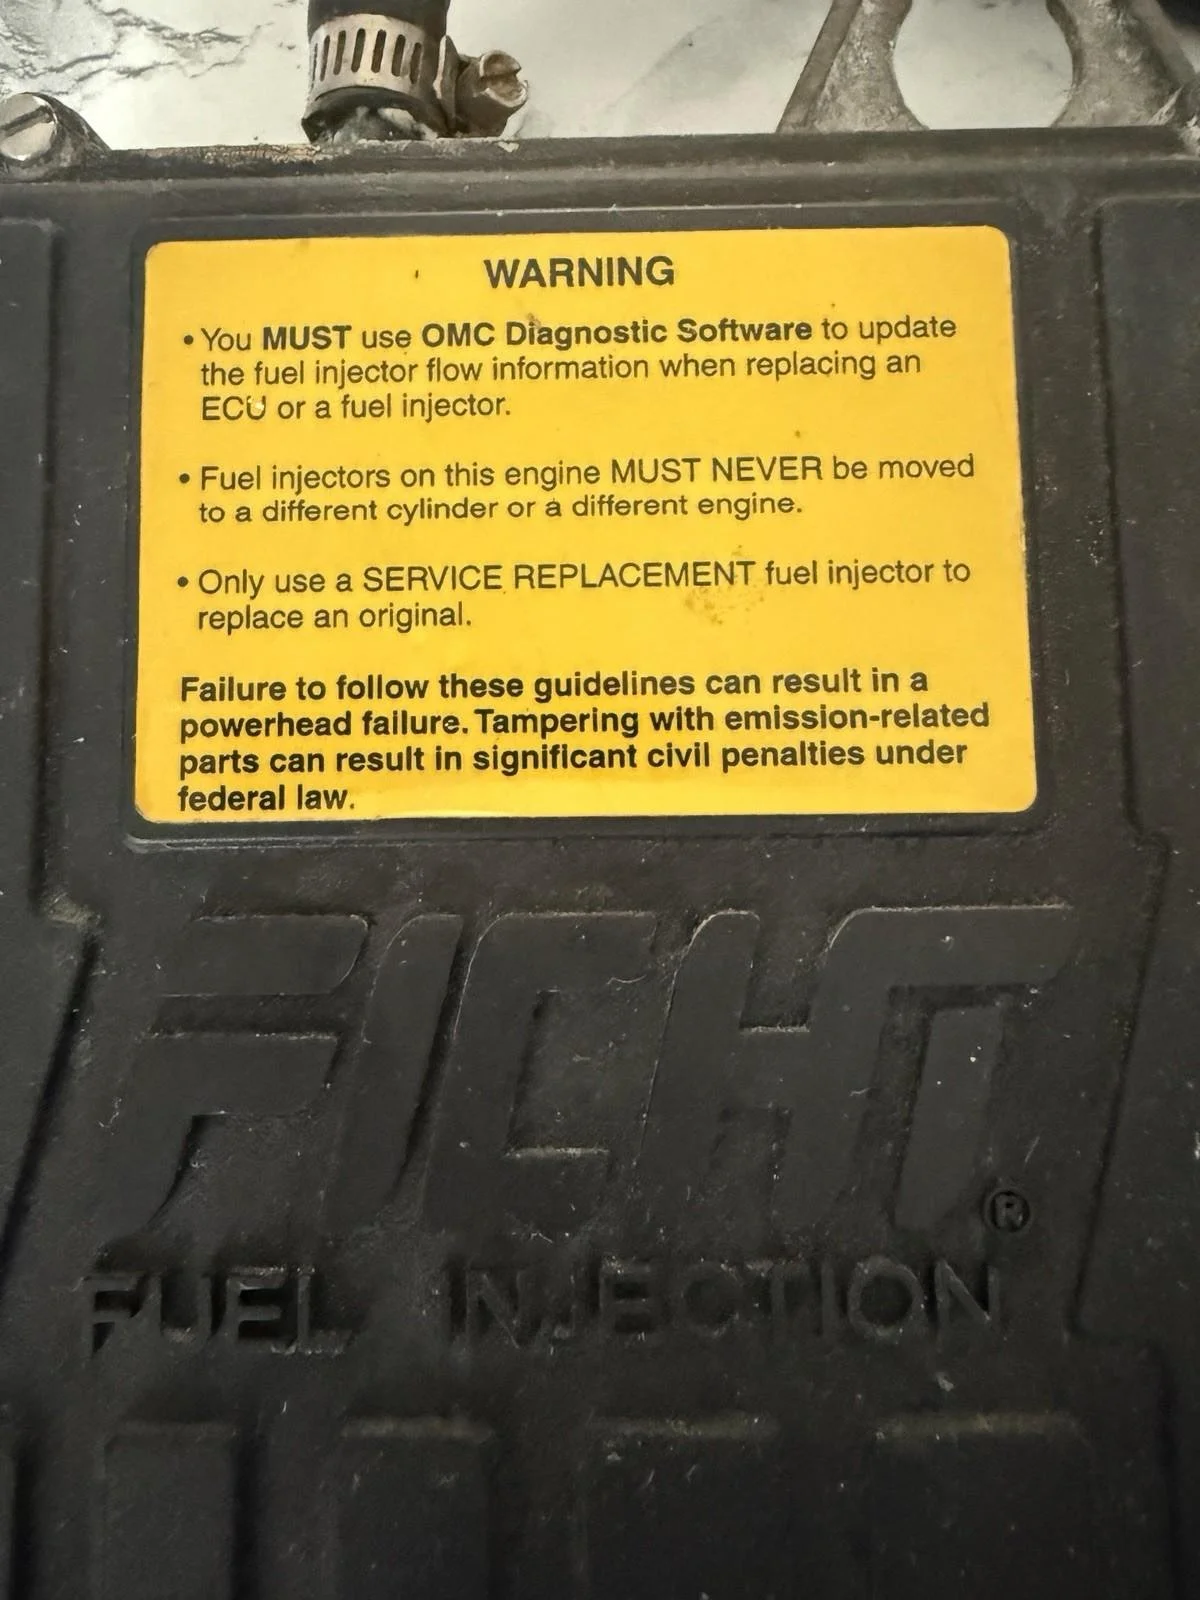 WARNING
• You MUST use OMC Diagnostic Software to update
the fuel injector flow information when replacing an
ECU or a fuel injector.
• Fuel injectors on this engine MUST NEVER be moved
to a different cylinder or a different engine.
• Only use a SERVICE REPLACEMENT fuel injector to
replace an original.
Failure to follow these guidelines can result in a
powerhead failure. Tampering with emission-related
parts can result in significant civil penalties under
federal law.
FICHT®
FUEL INJECTION